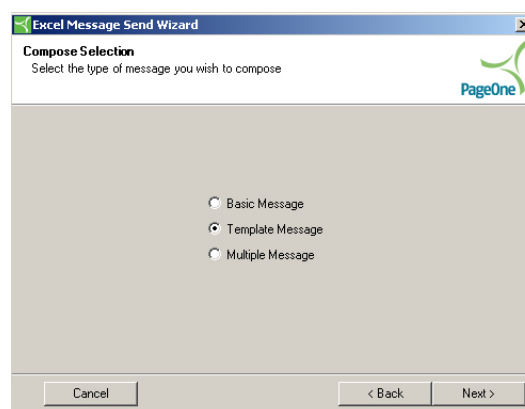 Excel Message Send Wizard
Compose Selection
Select the type of message you wish to compose
PageOne
Basic Message
Template Message
Multiple Message
Cancel
< Back
Next >